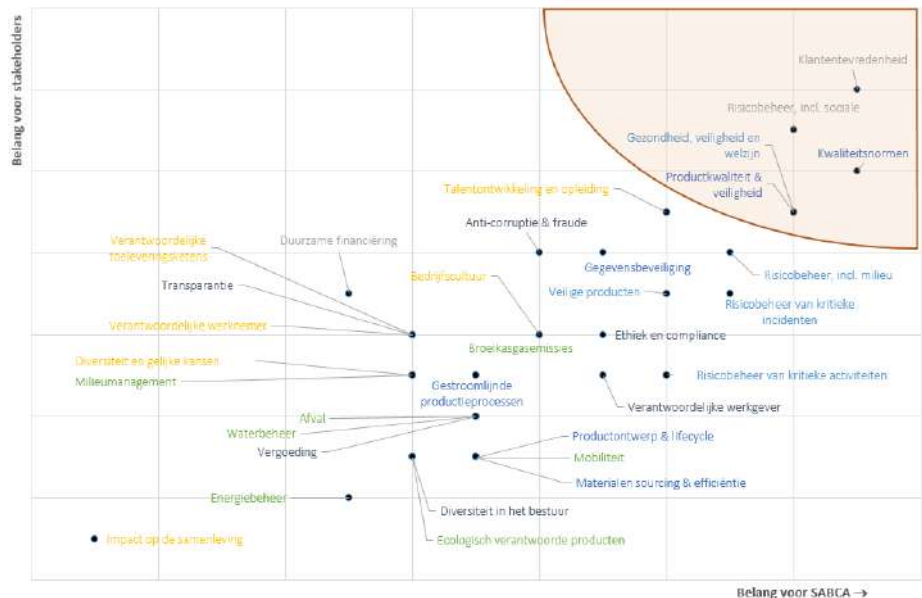 Belang voor stakeholders
Klantentevredenheid
Risicobeheer, incl. sociale
Gezondheid, veiligheid en
welzijn
Kwaliteitsnormen
Productkwaliteit &
veiligheid
Talentontwikkeling en opleiding
Anti-corruptie & fraude
Verantwoordelijke
toeleveringsketens
Duurzame financiëring
Gegevensbeveiliging
Bedrijfscultuur
Risicobeheer, incl. milieu
Transparantie
Veilige producten
Risicobeheer van kritieke
incidenten
Verantwoordelijke werknemer
Ethiek en compliance
Broeikasgasemissies
Diversiteit en gelijke kansen
Milieumanagement
Gestroomlijnde
productieprocessen
Risicobeheer van kritieke activiteiten
Verantwoordelijke werkgever
Afval
Waterbeheer
Vergoeding
Productontwerp & lifecycle
Mobiliteit
Materialen sourcing & efficiëntie
Energiebeheer
Diversiteit in het bestuur
Impact op de samenleving
Ecologisch verantwoorde producten
Belang voor SABCA →